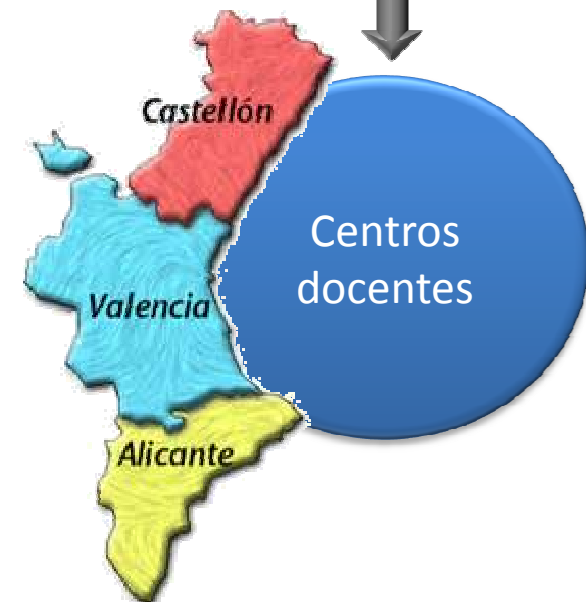 Castellón
Centros
docentes
Valencia
Alicante